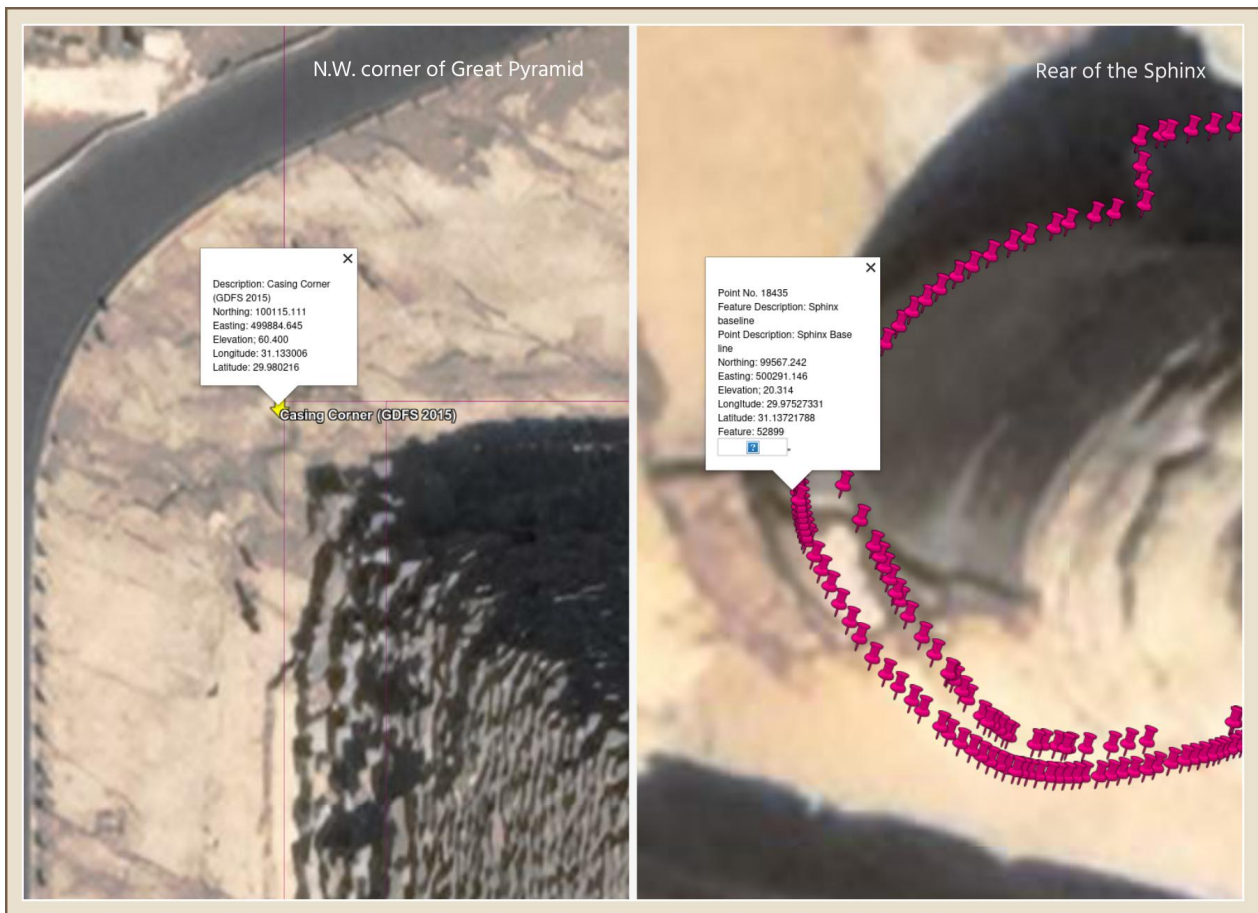 N.W. corner of Great Pyramid
Description: Casing Corner
(GDFS 2015)
Northing: 100115.111
Easting: 499884.645
Elevation; 60.400
Longitude: 31.133006
Latitude: 29.980216
Casing Corner (GDFS 2015)
Rear of the Sphinx
Point No. 18435
Feature Description: Sphinx
baseline
Point Description: Sphinx Base
line
Northing: 99567.242
Easting: 500291.146
Elevation; 20.314
Longltude: 29.97527331
Latitude: 31.13721788
Feature: 52899